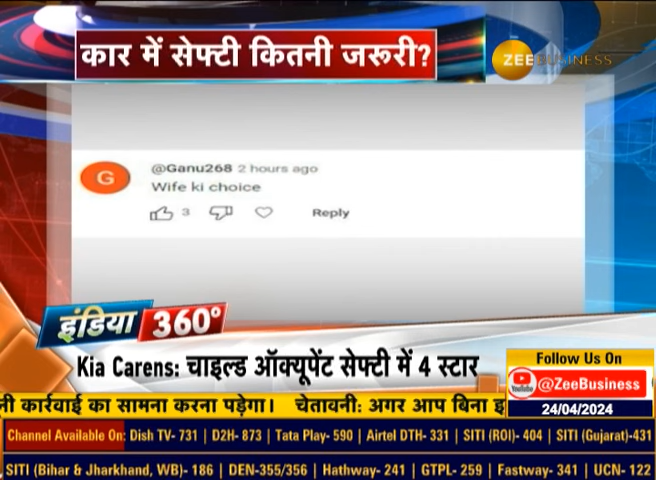 कार में सेफ्टी कितनी जरूरी?
ZEE BUSINESS
G
@Ganu268 2 hours ago
Wife ki choice
3 Reply
इंडिया 360°
Kia Carens: चाइल्ड ऑक्यूपेंट सेफ्टी में 4 स्टार
Follow Us On
YouTube @ZeeBusiness
24/04/2024
कार्रवाई का सामना करना पड़ेगा। चेतावनी: अगर आप बिना
Channel Available On: Dish TV- 731 | D2H- 873 | Tata Play- 590 | Airtel DTH- 331 | SITI (ROI)- 404 | SITI (Gujarat)-431
SITI (Bihar & Jharkhand, WB)- 186 | DEN-355/356 | Hathway- 241 | GTPL- 259 | Fastway- 341 | UCN- 122